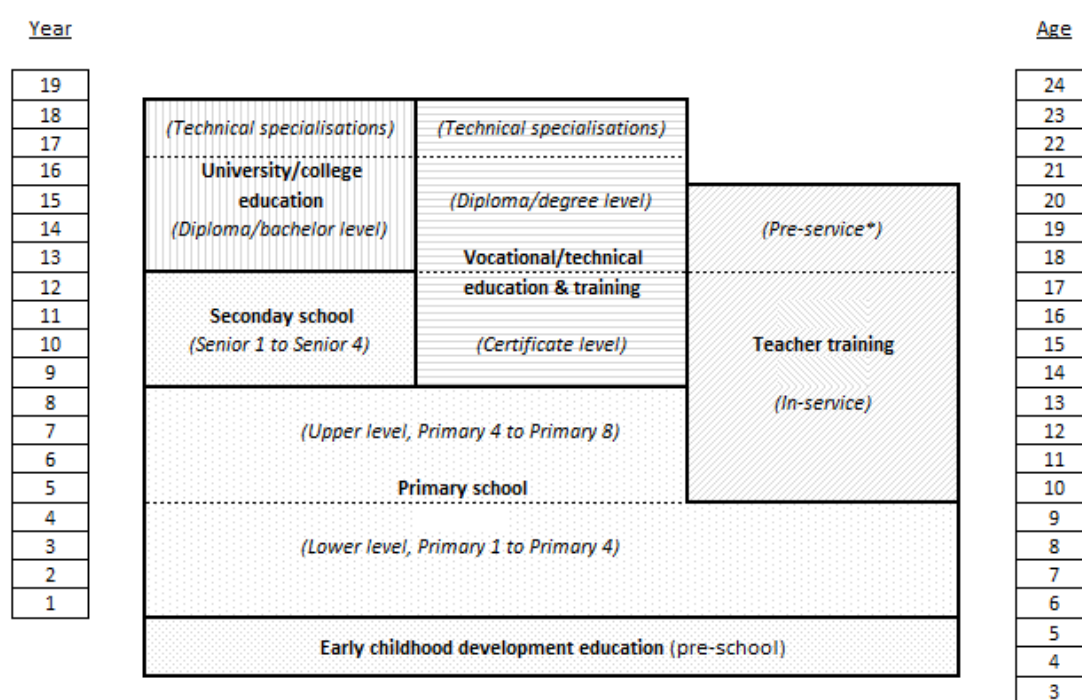 Year
Age
19
18
17
16
15
14
13
12
11
10
9
8
7
6
5
4
3
2
1
(Technical specialisations)
University/college
education
(Diploma/bachelor level)
Seconday school
(Senior 1 to Senior 4)
(Technical specialisations)
(Diploma/degree level)
Vocational/technical
education & training
(Certificate level)
(Pre-service*)
Teacher training
(In-service)
(Upper level, Primary 4 to Primary 8)
Primary school
(Lower level, Primary 1 to Primary 4)
Early childhood development education (pre-school)
24
23
22
21
20
19
18
17
16
15
14
13
12
11
10
9
8
7
6
5
4
3